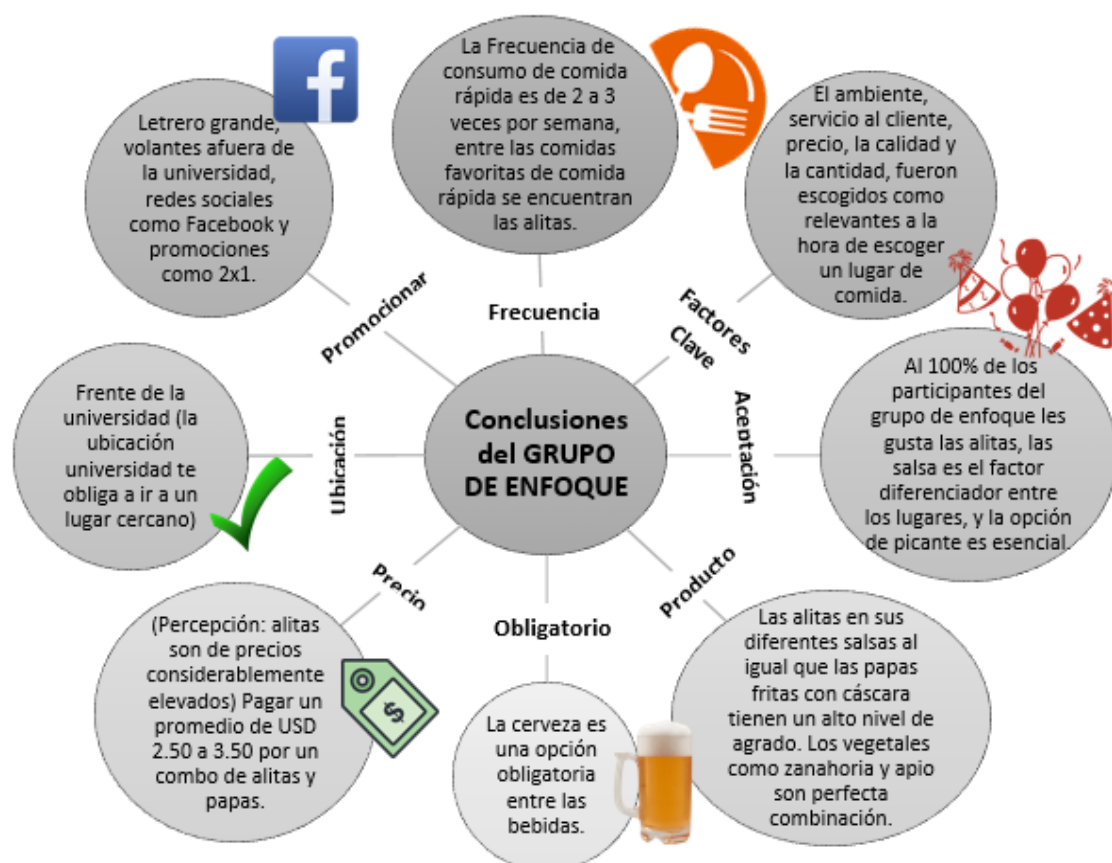 Conclusiones
del GRUPO
DE ENFOQUE
Frecuencia
La Frecuencia de
consumo de comida
rápida es de 2 a 3
veces por semana,
entre las comidas
favoritas de comida
rápida se encuentran
las alitas.
Factores
Clave
El ambiente,
servicio al cliente,
precio, la calidad y
la cantidad, fueron
escogidos como
relevantes a la
hora de escoger
un lugar de
comida.
Aceptación
Al 100% de los
participantes del
grupo de enfoque les
gusta las alitas, las
salsa es el factor
diferenciador entre
los lugares, y la opción
de picante es esencial.
Producto
Las alitas en sus
diferentes salsas al
igual que las papas
fritas con cáscara
tienen un alto nivel de
agrado. Los vegetales
como zanahoria y apio
son perfecta
combinación.
Obligatorio
La cerveza es
una opción
obligatoria
entre las
bebidas.
Precio
(Percepción: alitas
son de precios
considerablemente
elevados) Pagar un
promedio de USD
2.50 a 3.50 por un
combo de alitas y
papas.
$
Ubicación
Frente de la
universidad (la
ubicación
universidad te
obliga a ir a un
lugar cercano)
Promocionar
Letrero grande,
volantes afuera de
la universidad,
redes sociales
como Facebook y
promociones
como 2x1.
f